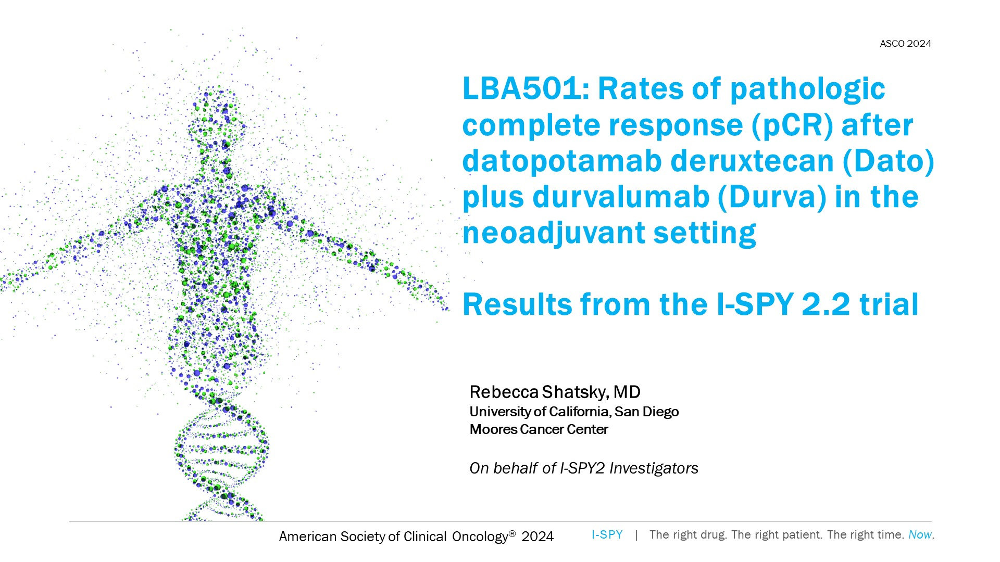 ASCO 2024
LBA501: Rates of pathologic
complete response (pCR) after
datopotamab deruxtecan (Dato)
plus durvalumab (Durva) in the
neoadjuvant setting
Results from the I-SPY 2.2 trial
Rebecca Shatsky, MD
University of California, San Diego
Moores Cancer Center
On behalf of I-SPY2 Investigators
American Society of Clinical Oncology® 2024
I-SPY | The right drug. The right patient. The right time. Now.